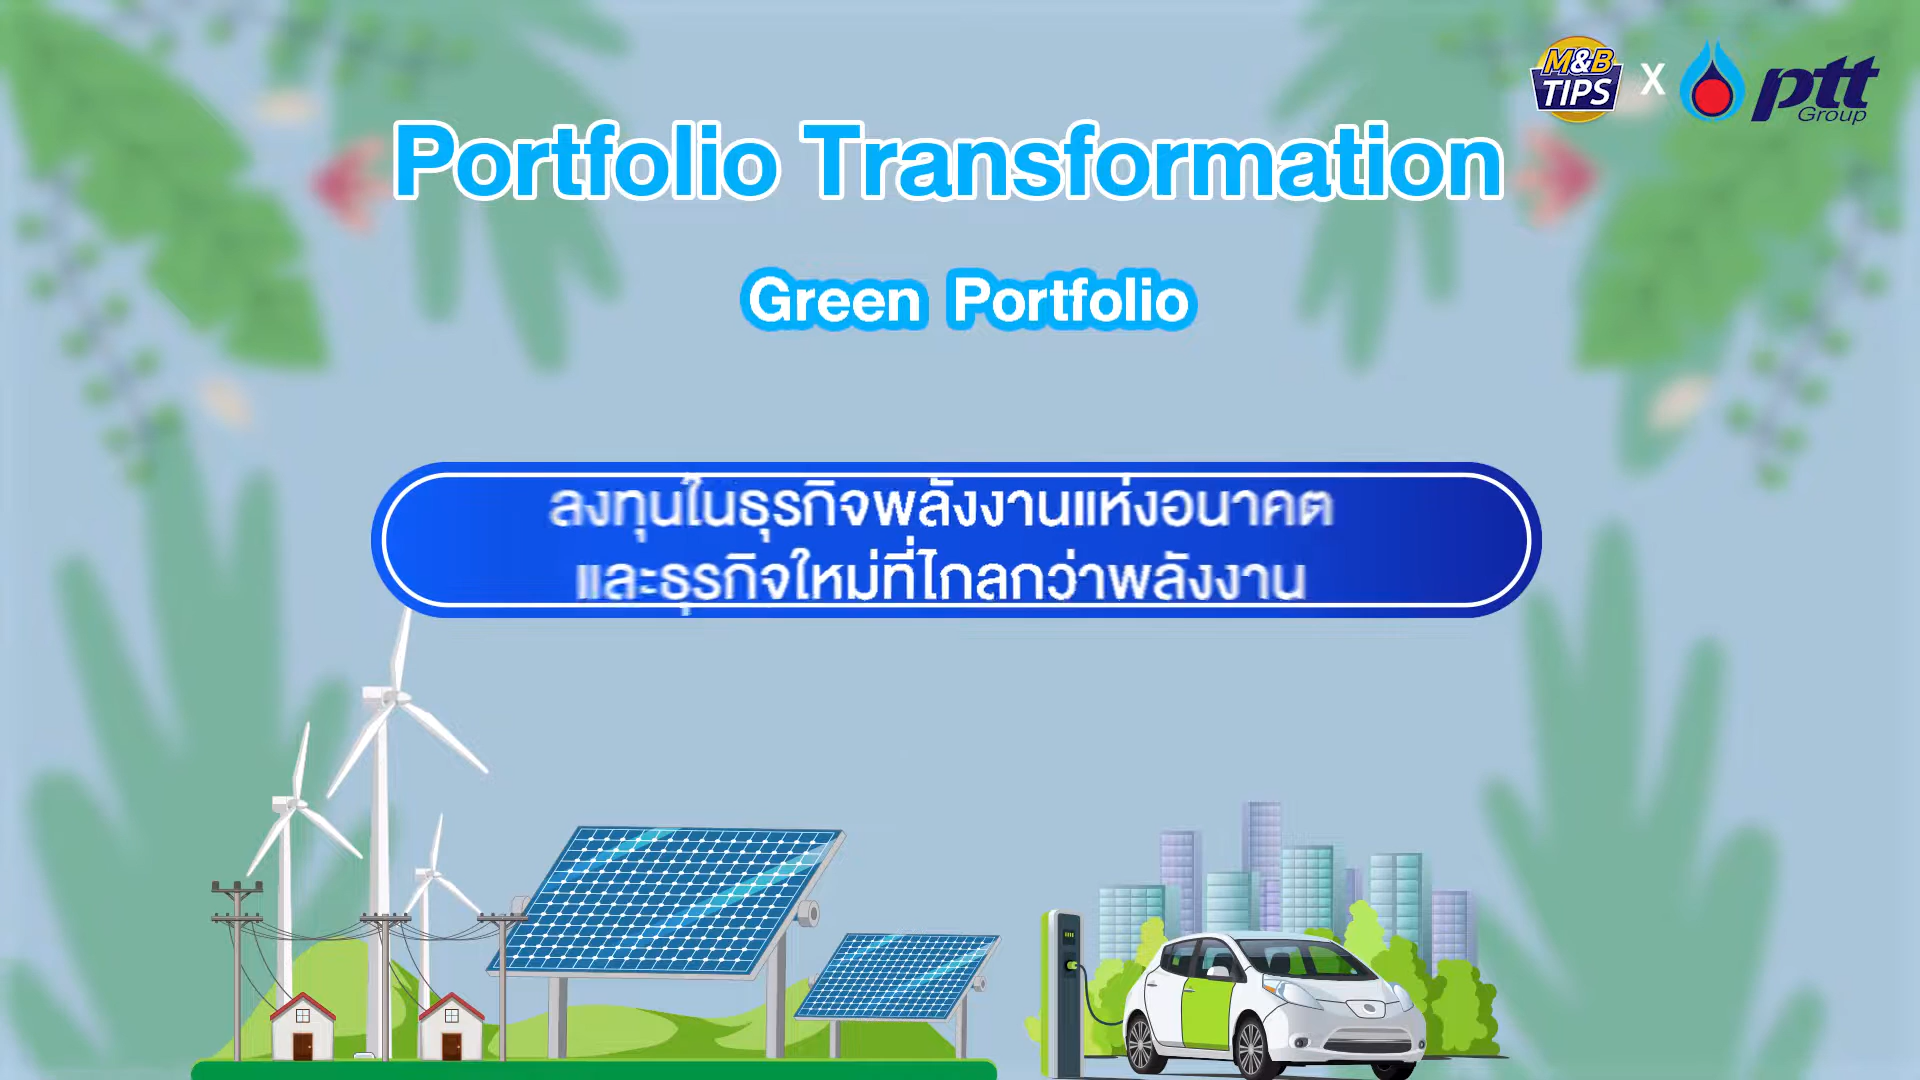 M&B
TIPS
X
ptt
Group
Portfolio Transformation
Green Portfolio
ลงทุนในธุรกิจพลังงานแห่งอนาคต
และธุรกิจใหม่ที่ไกลกว่าพลังงาน